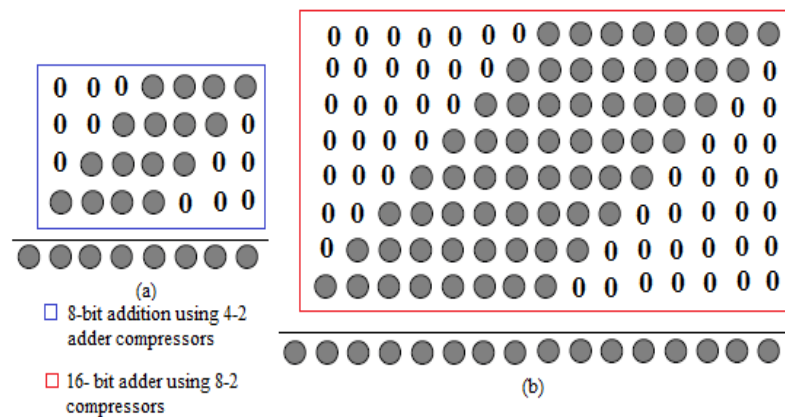 0 0 0
0 0 0
0 0 0
0 0 0
(a)
8-bit addition using 4-2
adder compressors
16- bit adder using 8-2
compressors
0 0 0 0 0 0 0
0 0 0 0 0 0 0
0 0 0 0 0 0 0
0 0 0 0 0 0 0
0 0 0 0 0 0 0
0 0 0 0 0 0 0
0 0 0 0 0 0 0
0 0 0 0 0 0 0
(b)